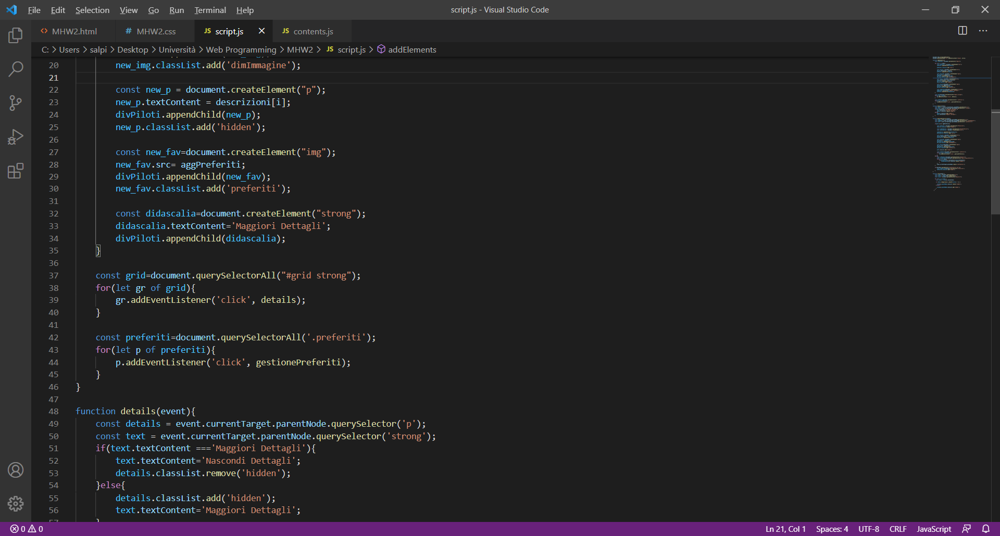 File Edit Selection View Go Run Terminal Help
script.js - Visual Studio Code
MHW2.html
# MHW2.css
JS script.js
JS contents.js
C: > Users > salpi > Desktop > Università > Web Programming > MHW2 > JS script.js > addElements
20 new_img.classList.add('dimImmagine');
21
22 const new_p = document.createElement("p");
23 new_p.textContent = descrizioni[i];
24 divPiloti.appendChild(new_p);
25 new_p.classList.add('hidden');
26
27 const new_fav=document.createElement("img");
28 new_fav.src= aggPreferiti;
29 divPiloti.appendChild(new_fav);
30 new_fav.classList.add('preferiti');
31
32 const didascalia=document.createElement("strong");
33 didascalia.textContent='Maggiori Dettagli';
34 divPiloti.appendChild(didascalia);
35 }
36
37 const grid=document.querySelectorAll("#grid strong");
38 for(let gr of grid){
39 gr.addEventListener('click', details);
40 }
41
42 const preferiti=document.querySelectorAll('.preferiti');
43 for(let p of preferiti){
44 p.addEventListener('click', gestionePreferiti);
45 }
46 }
47
48 function details(event){
49 const details = event.currentTarget.parentNode.querySelector('p');
50 const text = event.currentTarget.parentNode.querySelector('strong');
51 if(text.textContent ==='Maggiori Dettagli'){
52 text.textContent='Nascondi Dettagli';
53 details.classList.remove('hidden');
54 }else{
55 details.classList.add('hidden');
56 text.textContent='Maggiori Dettagli';
57 }
0 0
Ln 21, Col 1 Spaces: 4 UTF-8 CRLF JavaScript